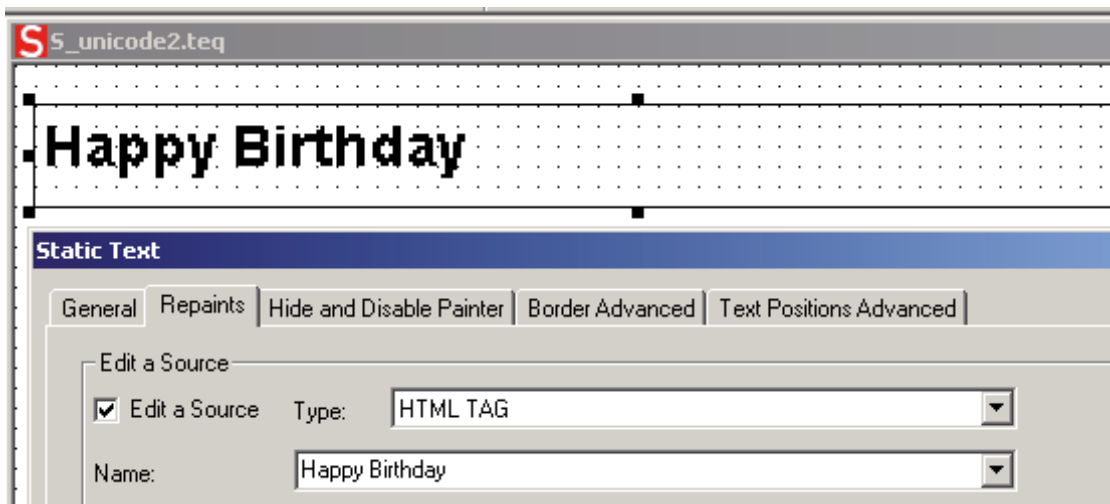 S S_unicode2.teq
Happy Birthday
Static Text
General Repaints Hide and Disable Painter Border Advanced Text Positions Advanced
Edit a Source
Edit a Source Type: HTML TAG
Name: Happy Birthday